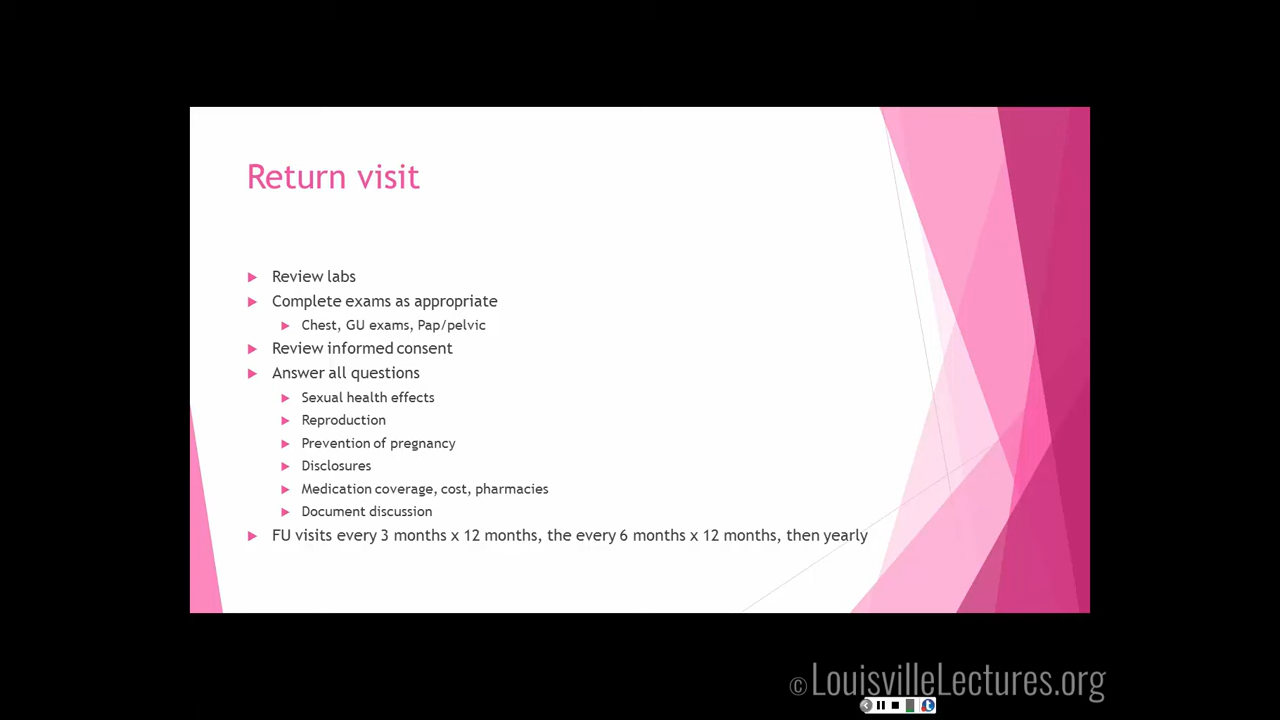 Return visit
Review labs
Complete exams as appropriate
Chest, GU exams, Pap/pelvic
Review informed consent
Answer all questions
Sexual health effects
Reproduction
Prevention of pregnancy
Disclosures
Medication coverage, cost, pharmacies
Document discussion
FU visits every 3 months x 12 months, the every 6 months x 12 months, then yearly
© LouisvilleLectures.org